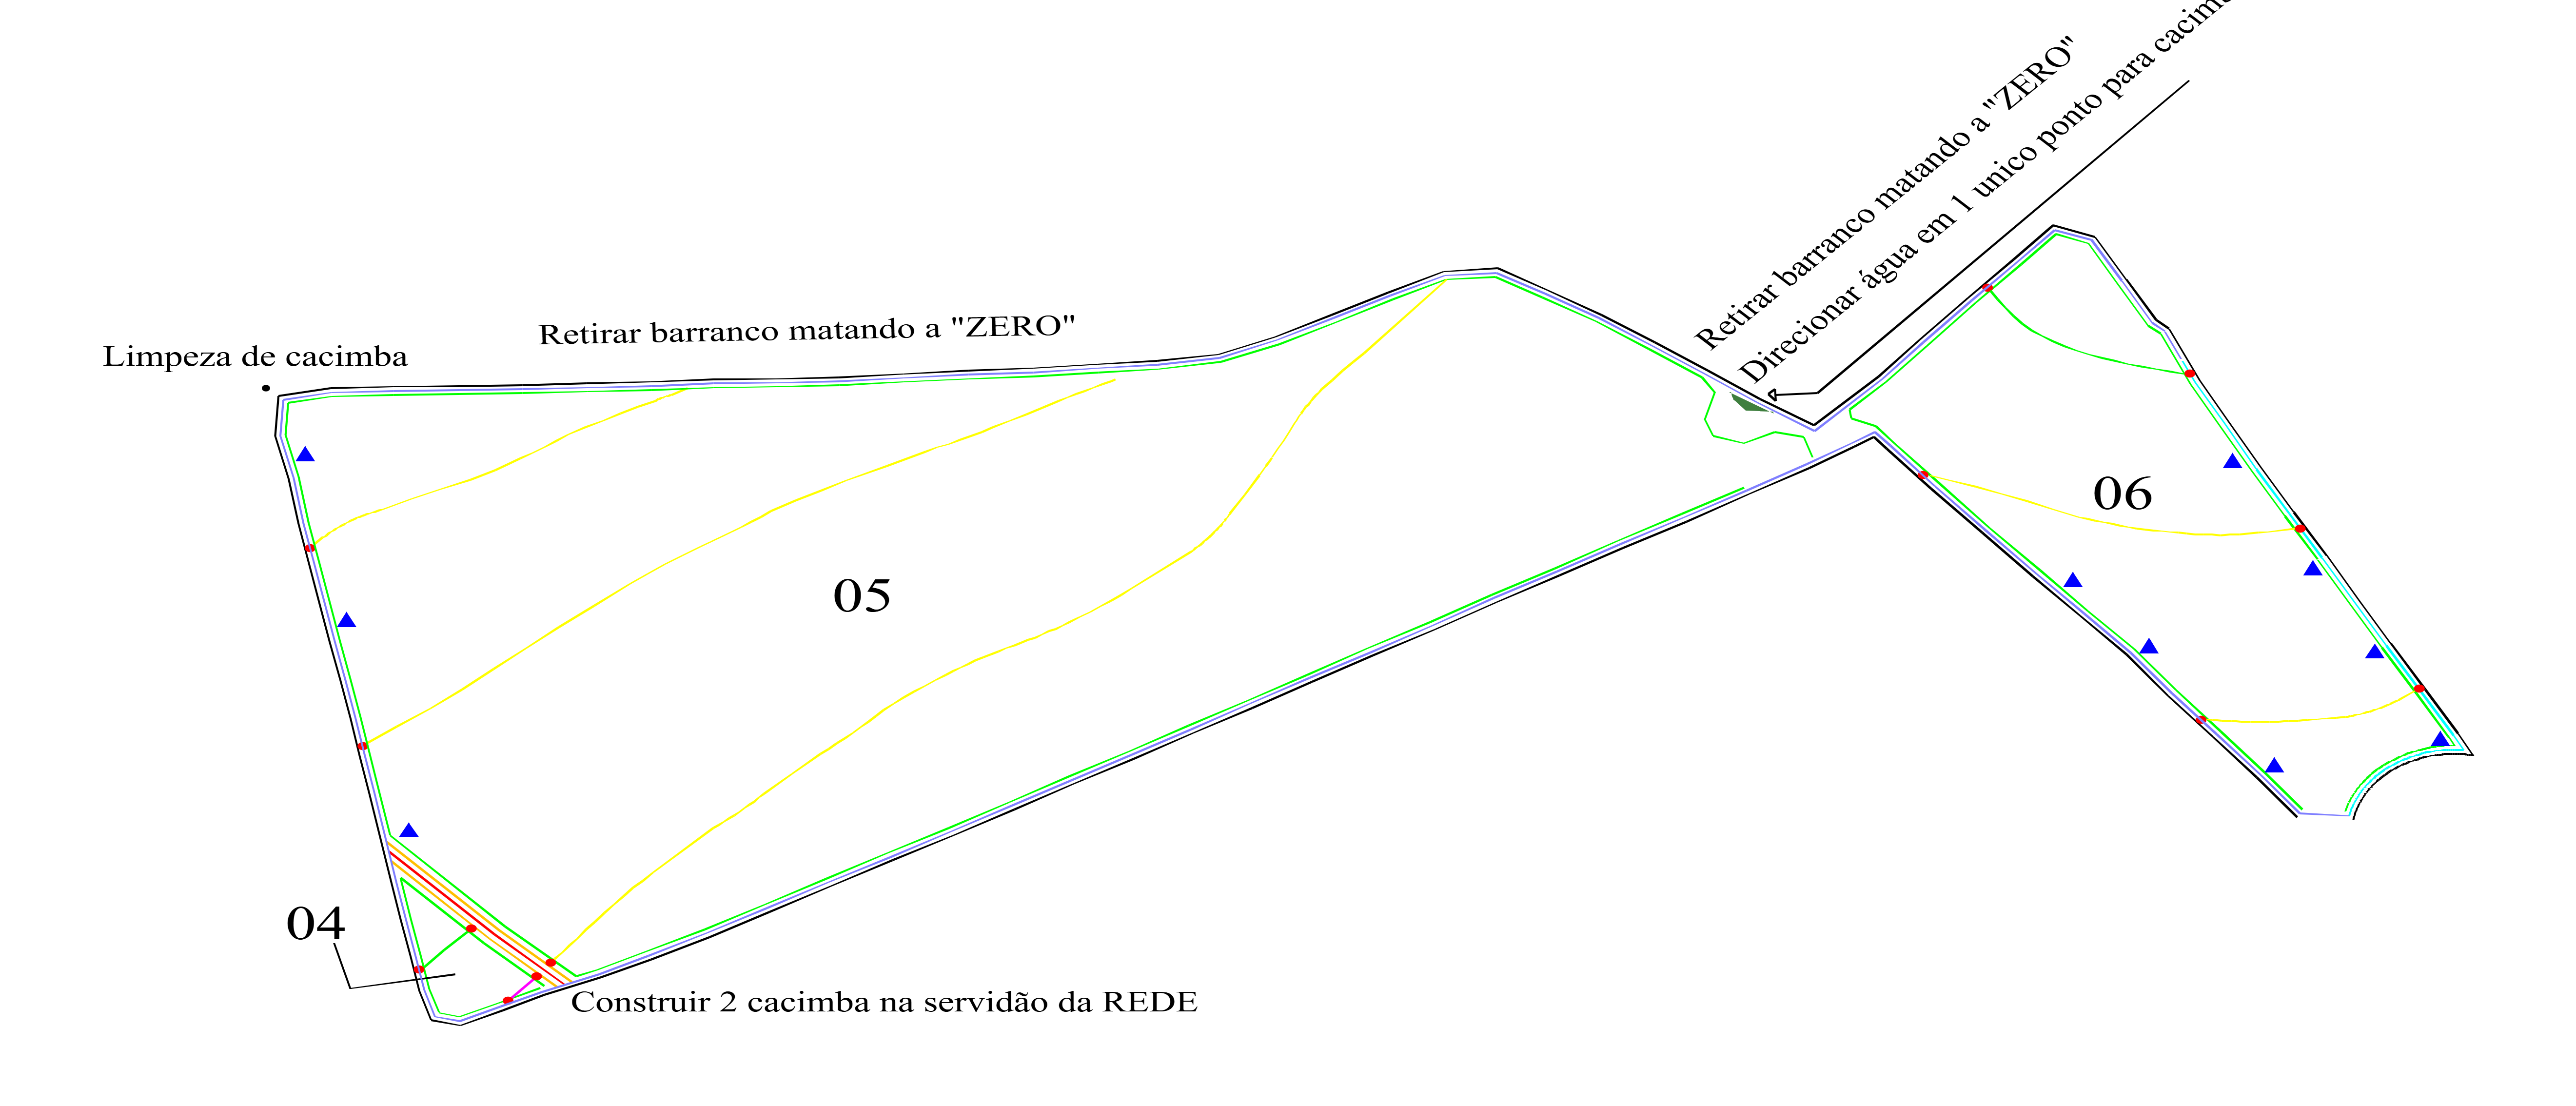 Retirar barranco matando a "ZERO"
Direcionar água em 1 unico ponto para
Retirar barranco matando a "ZERO"
Limpeza de cacimba
06
05
04
Construir 2 cacimba na servidão da REDE